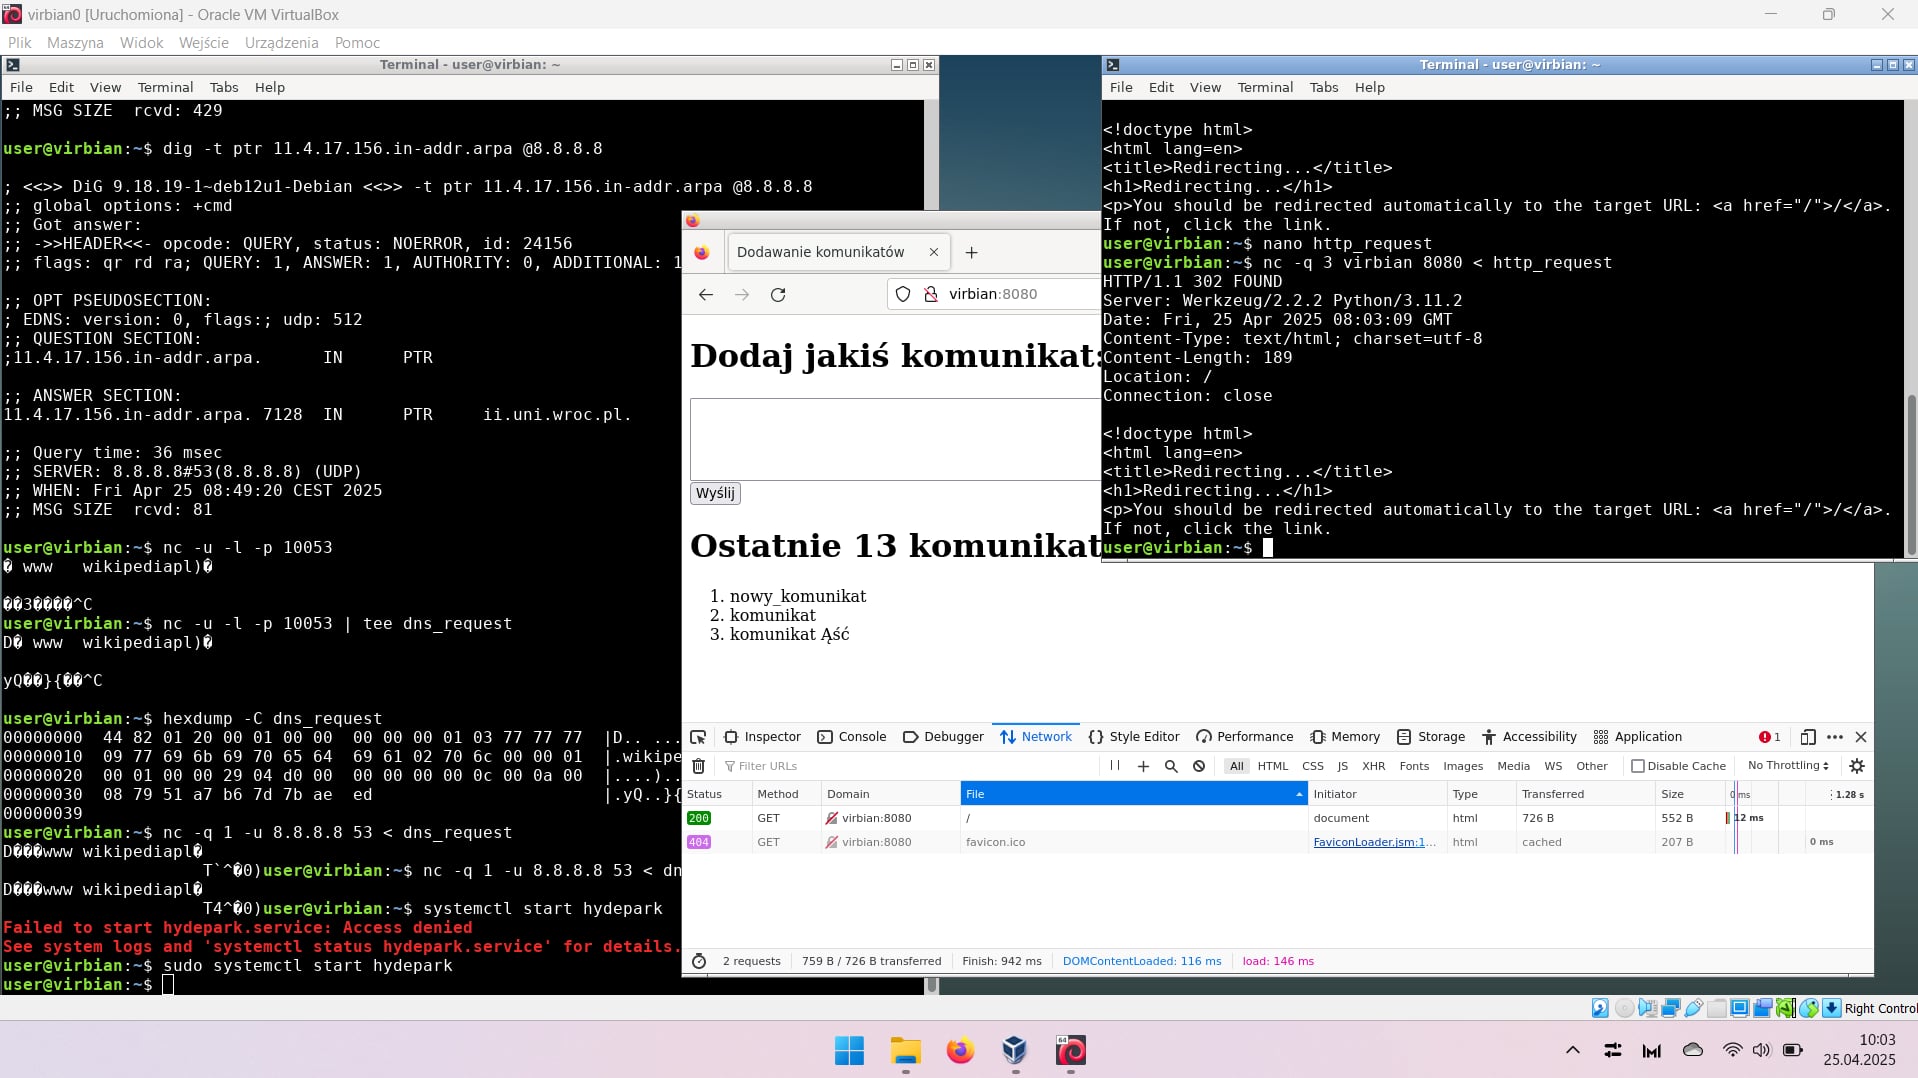 virbian0 [Uruchomiona] - Oracle VM VirtualBox
Plik Maszyna Widok Wejście Urządzenia Pomoc
Terminal - user@virbian: ~
File Edit View Terminal Tabs Help
;; MSG SIZE  rcvd: 429
user@virbian:~$ dig -t ptr 11.4.17.156.in-addr.arpa @8.8.8.8
; <<>> DiG 9.18.19-1~deb12u1-Debian <<>> -t ptr 11.4.17.156.in-addr.arpa @8.8.8.8
;; global options: +cmd
;; Got answer:
;; ->>HEADER<<- opcode: QUERY, status: NOERROR, id: 24156
;; flags: qr rd ra; QUERY: 1, ANSWER: 1, AUTHORITY: 0, ADDITIONAL: 1
;; OPT PSEUDOSECTION:
; EDNS: version: 0, flags:; udp: 512
;; QUESTION SECTION:
;11.4.17.156.in-addr.arpa. IN PTR
;; ANSWER SECTION:
11.4.17.156.in-addr.arpa. 7128 IN PTR ii.uni.wroc.pl.
;; Query time: 36 msec
;; SERVER: 8.8.8.8#53(8.8.8.8) (UDP)
;; WHEN: Fri Apr 25 08:49:20 CEST 2025
;; MSG SIZE  rcvd: 81
user@virbian:~$ nc -u -l -p 10053
� www wikipediapl)�
��3����^C
user@virbian:~$ nc -u -l -p 10053 | tee dns_request
D� www wikipediapl)�
yQ��}{��^C
user@virbian:~$ hexdump -C dns_request
00000000  44 82 01 20 00 01 00 00  00 00 00 01 03 77 77 77  |D.. ...
00000010  09 77 69 6b 69 70 65 64  69 61 02 70 6c 00 00 01  |.wikipe
00000020  00 01 00 00 29 04 d0 00  00 00 00 00 0c 00 0a 00  |....)..
00000030  08 79 51 a7 b6 7d 7b ae  ed  |.yQ..}{
00000039
user@virbian:~$ nc -q 1 -u 8.8.8.8 53 < dns_request
D���www wikipediapl�
T`^�0)user@virbian:~$ nc -q 1 -u 8.8.8.8 53 < dn
D���www wikipediapl�
T4^�0)user@virbian:~$ systemctl start hydepark
Failed to start hydepark.service: Access denied
See system logs and 'systemctl status hydepark.service' for details.
user@virbian:~$ sudo systemctl start hydepark
user@virbian:~$
Dodawanie komunikatów
virbian:8080
Dodaj jakiś komunikat:
Wyślij
Ostatnie 13 komunikat
1. nowy_komunikat
2. komunikat
3. komunikat Ąść
Inspector Console Debugger Network Style Editor Performance Memory Storage Accessibility Application 1
Filter URLs All HTML CSS JS XHR Fonts Images Media WS Other Disable Cache No Throttling
Status Method Domain File Initiator Type Transferred Size 0 ms 1.28 s
200 GET virbian:8080 / document html 726 B 552 B 12 ms
404 GET virbian:8080 favicon.ico FaviconLoader.jsm:1… html cached 207 B 0 ms
2 requests 759 B / 726 B transferred Finish: 942 ms DOMContentLoaded: 116 ms load: 146 ms
Terminal - user@virbian: ~
File Edit View Terminal Tabs Help
<!doctype html>
<html lang=en>
<title>Redirecting...</title>
<h1>Redirecting...</h1>
<p>You should be redirected automatically to the target URL: <a href="/">/</a>.
If not, click the link.
user@virbian:~$ nano http_request
user@virbian:~$ nc -q 3 virbian 8080 < http_request
HTTP/1.1 302 FOUND
Server: Werkzeug/2.2.2 Python/3.11.2
Date: Fri, 25 Apr 2025 08:03:09 GMT
Content-Type: text/html; charset=utf-8
Content-Length: 189
Location: /
Connection: close
<!doctype html>
<html lang=en>
<title>Redirecting...</title>
<h1>Redirecting...</h1>
<p>You should be redirected automatically to the target URL: <a href="/">/</a>.
If not, click the link.
user@virbian:~$
Right Control
10:03
25.04.2025